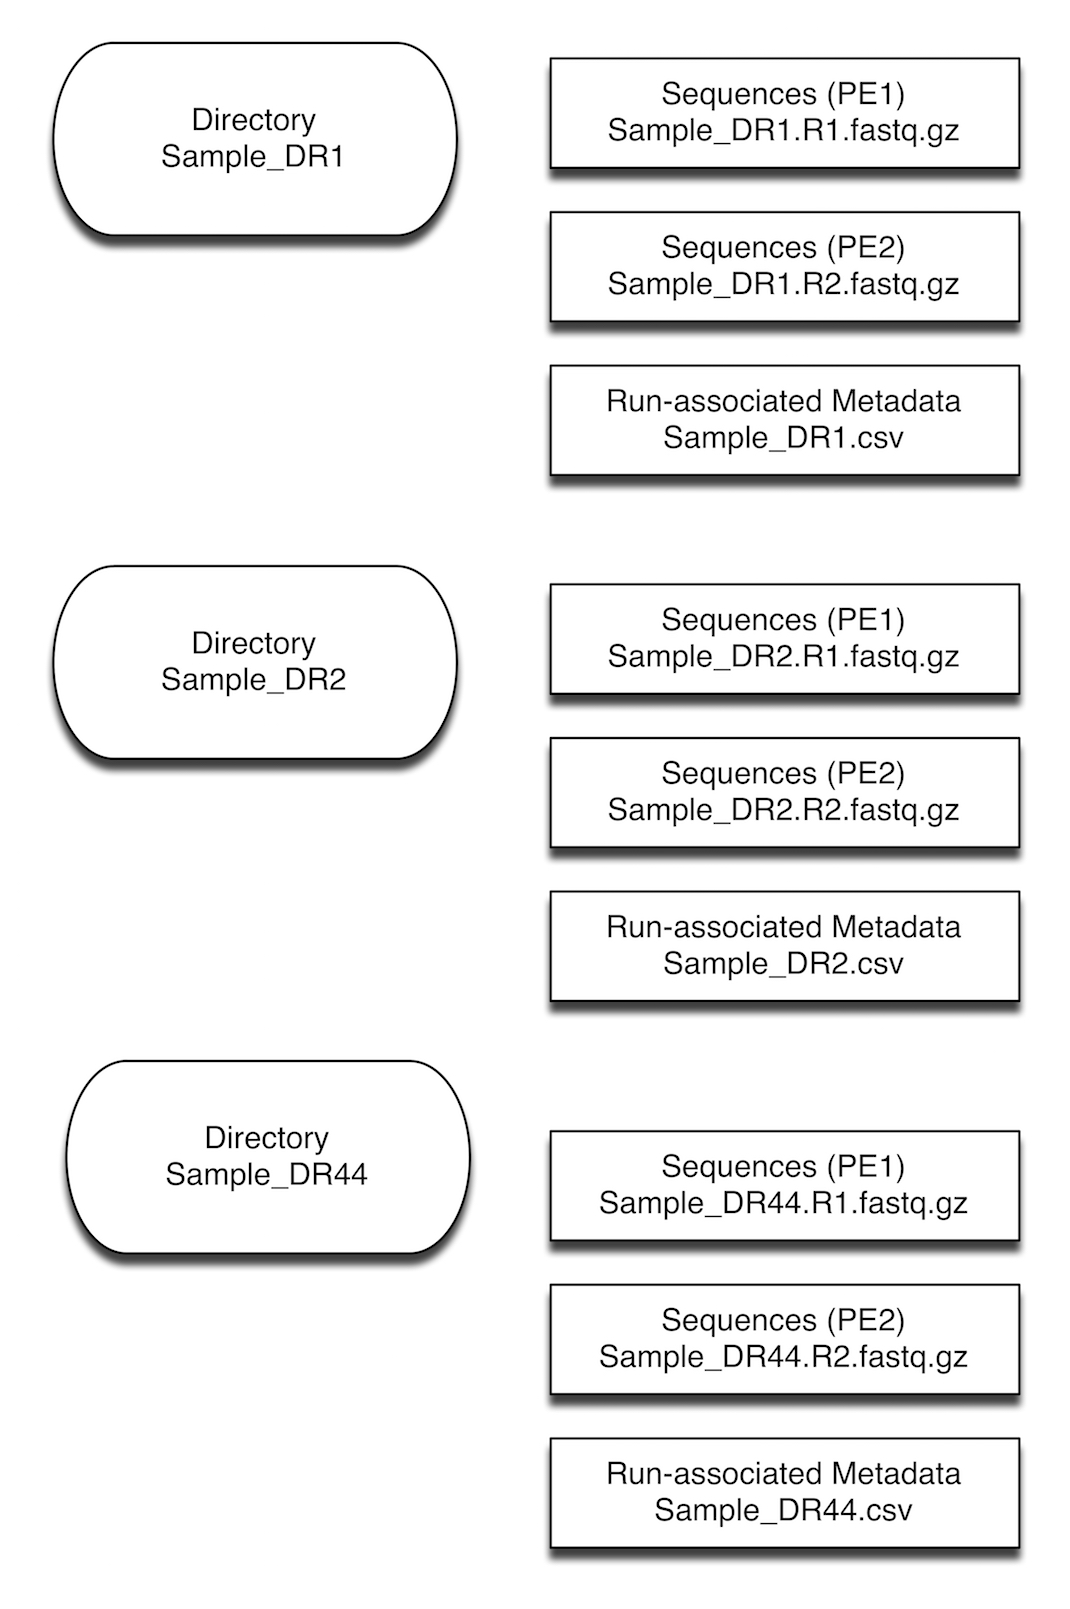 Directory
Sample_DR1
Sequences (PE1)
Sample_DR1.R1.fastq.gz
Sequences (PE2)
Sample_DR1.R2.fastq.gz
Run-associated Metadata
Sample_DR1.csv
Directory
Sample_DR2
Sequences (PE1)
Sample_DR2.R1.fastq.gz
Sequences (PE2)
Sample_DR2.R2.fastq.gz
Run-associated Metadata
Sample_DR2.csv
Directory
Sample_DR44
Sequences (PE1)
Sample_DR44.R1.fastq.gz
Sequences (PE2)
Sample_DR44.R2.fastq.gz
Run-associated Metadata
Sample_DR44.csv